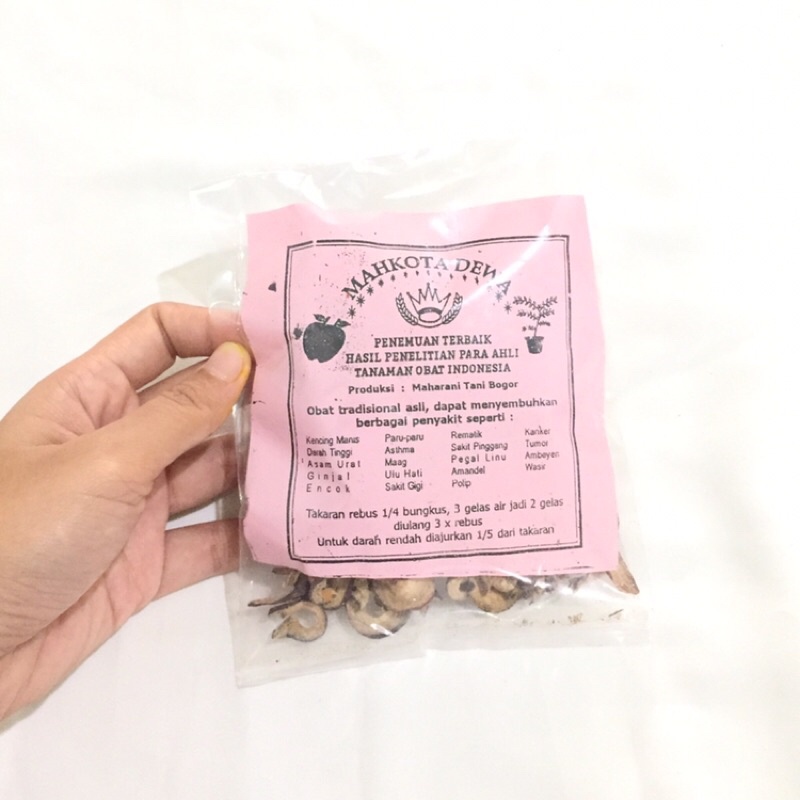 MAHKOTA DEWA
PENEMUAN TERBAIK
HASIL PENELITIAN PARA AHLI
TANAMAN OBAT INDONESIA
Produksi : Maharani Tani Bogor
Obat tradisional asli, dapat menyembuhkan
berbagai penyakit seperti :
Kencing Manis
Darah Tinggi
Asam Urat
Ginjal
Encok
Paru-paru
Asthma
Maag
Ulu Hati
Sakit Gigi
Rematik
Sakit Pinggang
Pegal Linu
Amandel
Polip
Kanker
Tumor
Ambeyen
Wasir
Takaran rebus 1/4 bungkus, 3 gelas air jadi 2 gelas
diulang 3 x rebus
Untuk darah rendah diajurkan 1/5 dari takaran